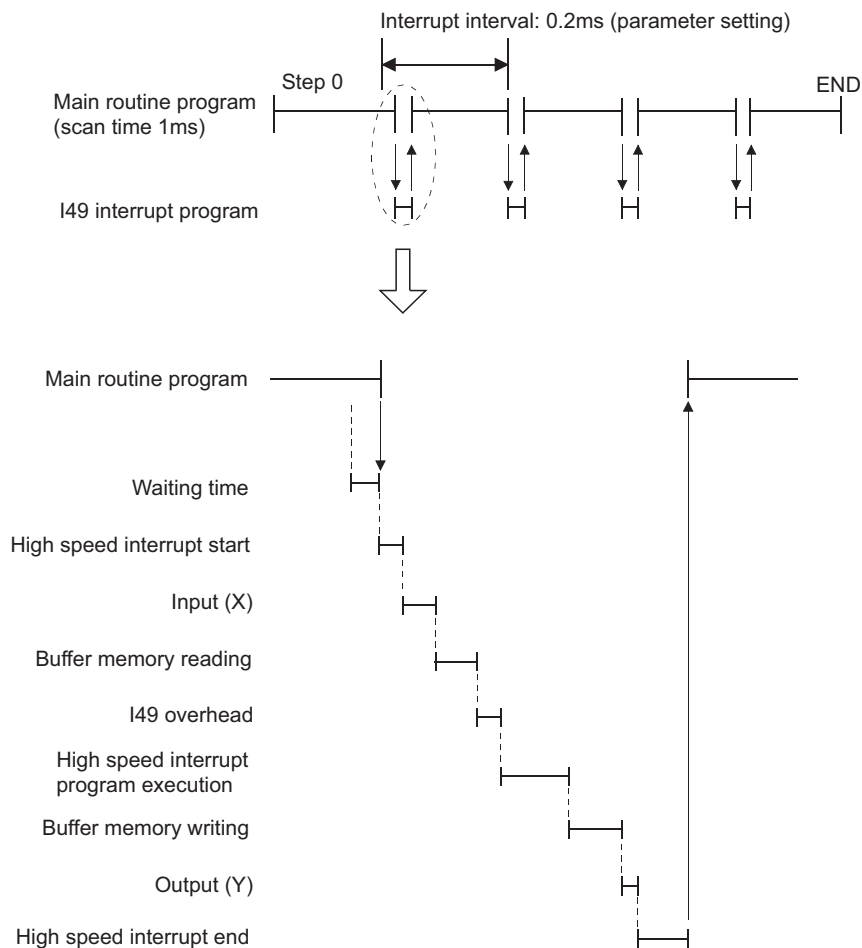 Interrupt interval: 0.2ms (parameter setting)
Step 0
END
Main routine program
(scan time 1ms)
I49 interrupt program
Main routine program
Waiting time
High speed interrupt start
Input (X)
Buffer memory reading
I49 overhead
High speed interrupt
program execution
Buffer memory writing
Output (Y)
High speed interrupt end